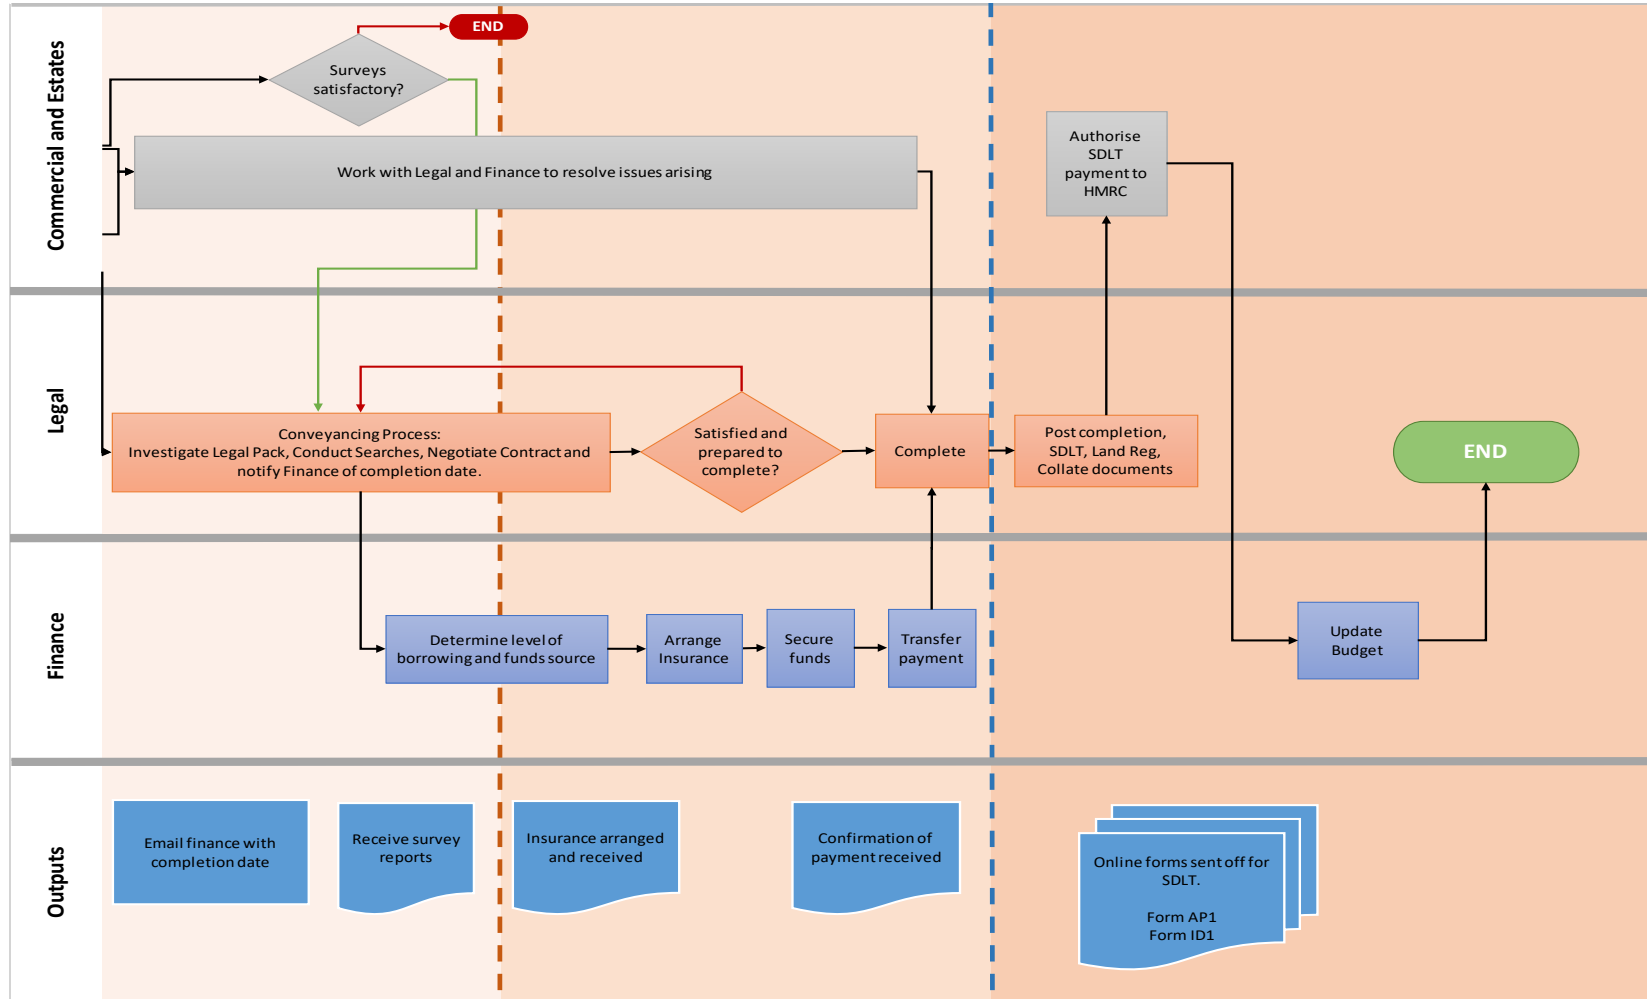 Commercial and Estates
END
Surveys
satisfactory?
Work with Legal and Finance to resolve issues arising
Authorise
SDLT
payment to
HMRC
Legal
Conveyancing Process:
Investigate Legal Pack, Conduct Searches, Negotiate Contract and
notify Finance of completion date.
Satisfied and
prepared to
complete?
Complete
Post completion,
SDLT, Land Reg,
Collate documents
END
Finance
Determine level of
borrowing and funds source
Arrange
Insurance
Secure
funds
Transfer
payment
Update
Budget
Outputs
Email finance with
completion date
Receive survey
reports
Insurance arranged
and received
Confirmation of
payment received
Online forms sent off for
SDLT.
Form AP1
Form ID1